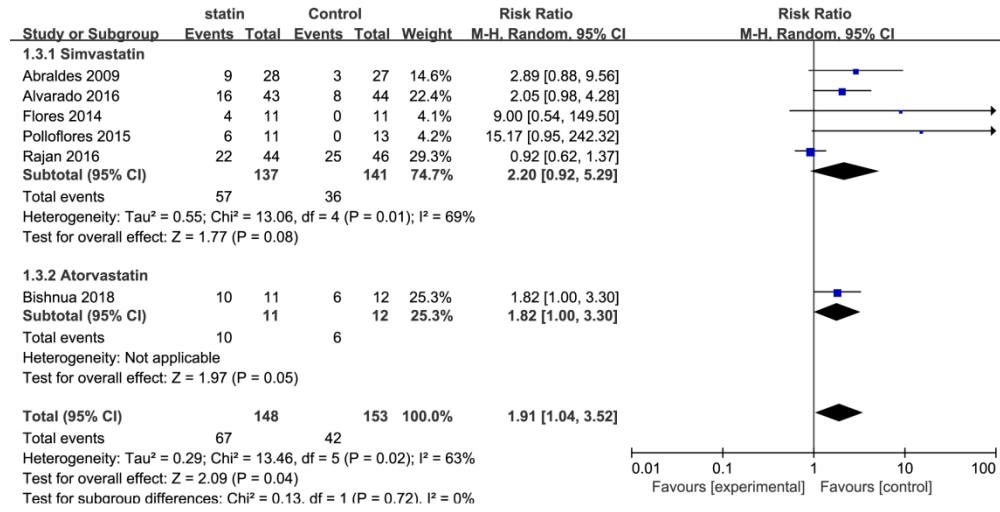 statin Control Risk Ratio Risk Ratio
Study or Subgroup Events Total Events Total Weight M-H, Random, 95% CI M-H, Random, 95% CI
1.3.1 Simvastatin
Abraldes 2009 9 28 3 27 14.6% 2.89 [0.88, 9.56]
Alvarado 2016 16 43 8 44 22.4% 2.05 [0.98, 4.28]
Flores 2014 4 11 0 11 4.1% 9.00 [0.54, 149.50]
Polloflores 2015 6 11 0 13 4.2% 15.17 [0.95, 242.32]
Rajan 2016 22 44 25 46 29.3% 0.92 [0.62, 1.37]
Subtotal (95% CI) 137 141 74.7% 2.20 [0.92, 5.29]
Total events 57 36
Heterogeneity: Tau² = 0.55; Chi² = 13.06, df = 4 (P = 0.01); I² = 69%
Test for overall effect: Z = 1.77 (P = 0.08)
1.3.2 Atorvastatin
Bishnua 2018 10 11 6 12 25.3% 1.82 [1.00, 3.30]
Subtotal (95% CI) 11 12 25.3% 1.82 [1.00, 3.30]
Total events 10 6
Heterogeneity: Not applicable
Test for overall effect: Z = 1.97 (P = 0.05)
Total (95% CI) 148 153 100.0% 1.91 [1.04, 3.52]
Total events 67 42
Heterogeneity: Tau² = 0.29; Chi² = 13.46, df = 5 (P = 0.02); I² = 63%
Test for overall effect: Z = 2.09 (P = 0.04)
Test for subgroup differences: Chi² = 0.13, df = 1 (P = 0.72), I² = 0%
0.01 0.1 1 10 100
Favours [experimental] Favours [control]